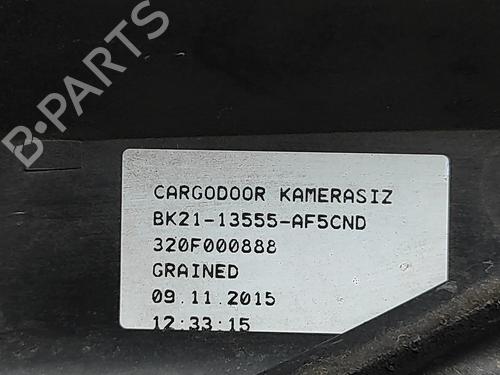 B-PARTS
CARGODOOR KAMERASIZ
BK21-13555-AF5CND
320F000888
GRAINED
09.11.2015
12:33:15